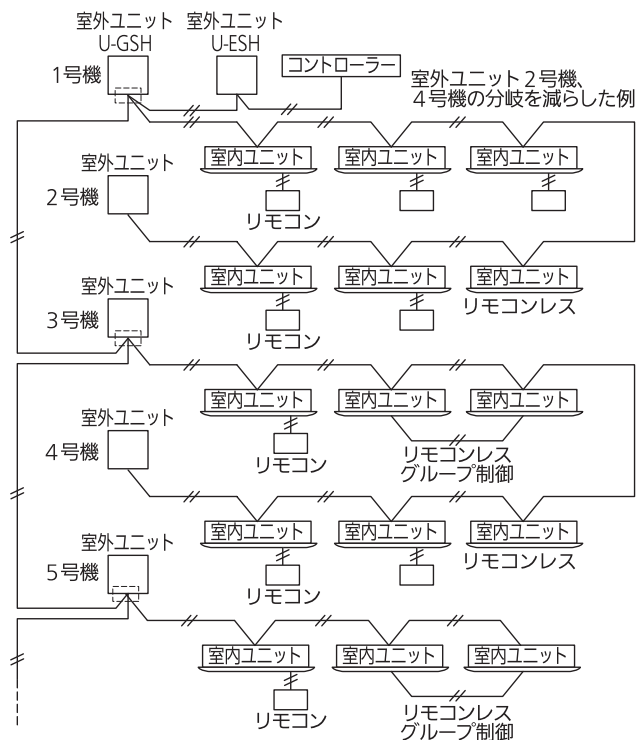 室外ユニット
U-GSH
1号機
室外ユニット
U-ESH
コントローラー
室外ユニット2号機、
4号機の分岐を減らした例
室内ユニット
室内ユニット
室内ユニット
リモコン
室外ユニット
2号機
室内ユニット
室内ユニット
室内ユニット
リモコン
リモコンレス
室外ユニット
3号機
室内ユニット
室内ユニット
室内ユニット
リモコン
リモコンレス
グループ制御
室外ユニット
4号機
室内ユニット
室内ユニット
室内ユニット
リモコン
リモコンレス
室外ユニット
5号機
室内ユニット
室内ユニット
室内ユニット
リモコン
リモコンレス
グループ制御